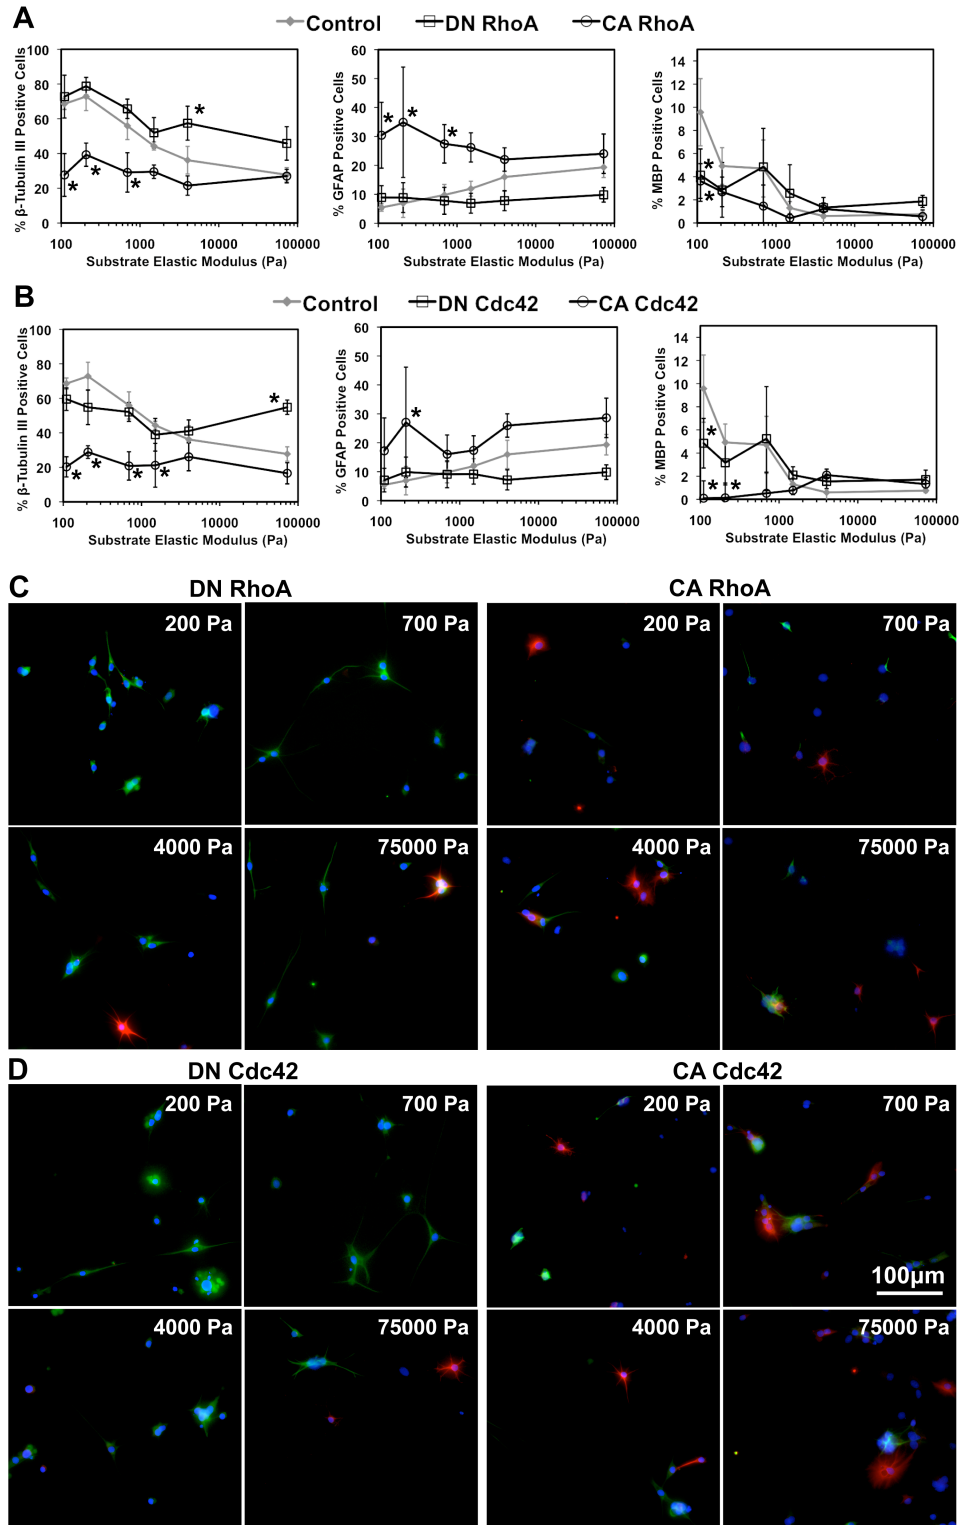 A
Control DN RhoA CA RhoA
% β-Tubulin III Positive Cells
100
80
60
40
20
0
* * * *
100 1000 10000 100000
Substrate Elastic Modulus (Pa)
% GFAP Positive Cells
60
50
40
30
20
10
0
* * *
100 1000 10000 100000
Substrate Elastic Modulus (Pa)
% MBP Positive Cells
14
12
10
8
6
4
2
0
*
*
100 1000 10000 100000
Substrate Elastic Modulus (Pa)
B
Control DN Cdc42 CA Cdc42
% β-Tubulin III Positive Cells
100
80
60
40
20
0
* * * * *
100 1000 10000 100000
Substrate Elastic Modulus (Pa)
% GFAP Positive Cells
60
50
40
30
20
10
0
*
100 1000 10000 100000
Substrate Elastic Modulus (Pa)
% MBP Positive Cells
14
12
10
8
6
4
2
0
*
* * *
100 1000 10000 100000
Substrate Elastic Modulus (Pa)
C
DN RhoA CA RhoA
200 Pa 700 Pa 200 Pa 700 Pa
4000 Pa 75000 Pa 4000 Pa 75000 Pa
D
DN Cdc42 CA Cdc42
200 Pa 700 Pa 200 Pa 700 Pa
100µm
4000 Pa 75000 Pa 4000 Pa 75000 Pa